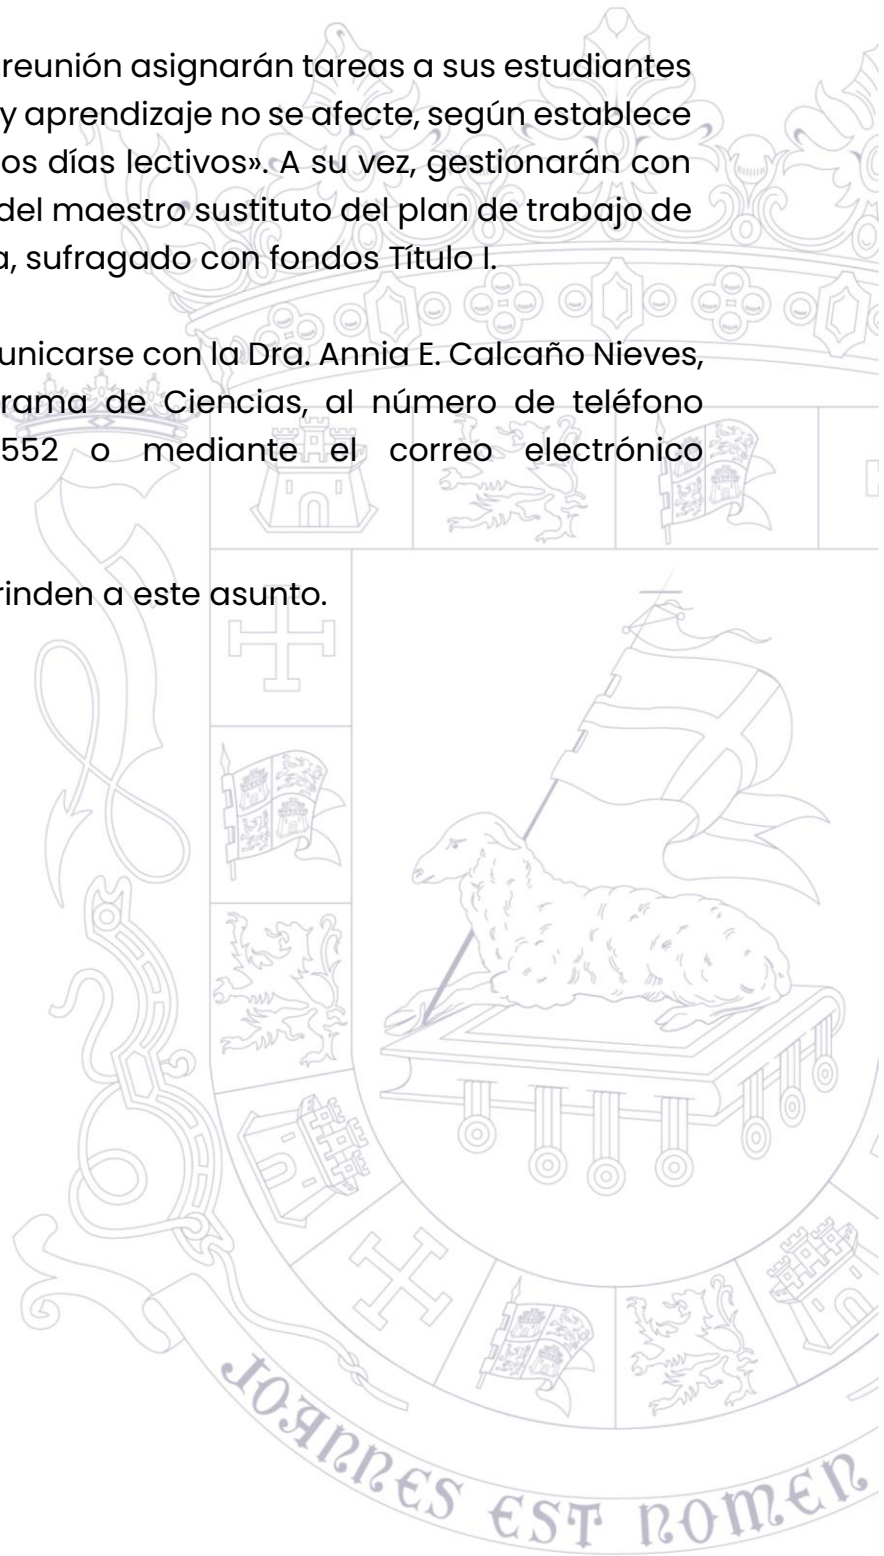 reunión asignarán tareas a sus estudiantes
y aprendizaje no se afecte, según establece
os días lectivos». A su vez, gestionarán con
del maestro sustituto del plan de trabajo de
a, sufragado con fondos Título I.
unicarse con la Dra. Annia E. Calcaño Nieves,
rama de Ciencias, al número de teléfono
552 o mediante el correo electrónico
rinden a este asunto.
JOANNES EST NOMEN